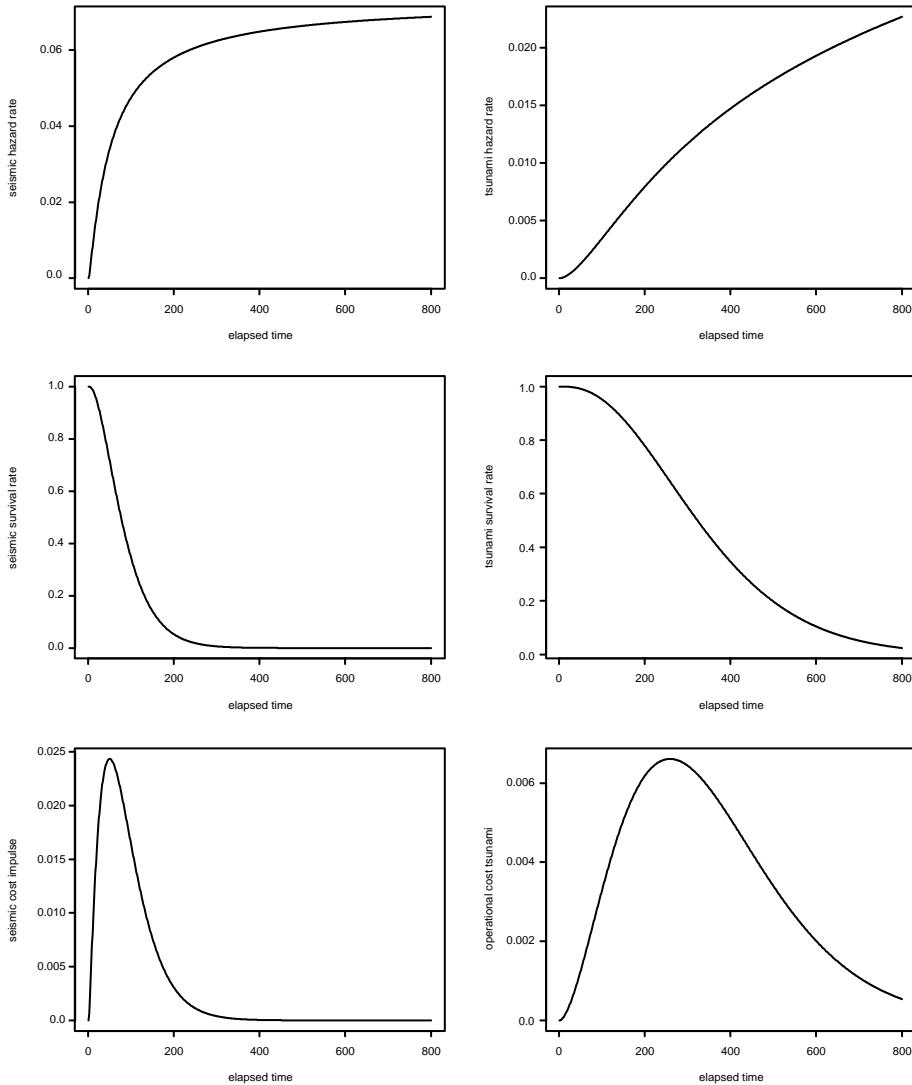 seismic hazard rate
0.06
0.04
0.02
0.0
0 200 400 600 800
elapsed time
tsunami hazard rate
0.020
0.015
0.010
0.005
0.0
0 200 400 600 800
elapsed time
seismic survival rate
1.0
0.8
0.6
0.4
0.2
0.0
0 200 400 600 800
elapsed time
tsunami survival rate
1.0
0.8
0.6
0.4
0.2
0.0
0 200 400 600 800
elapsed time
seismic cost impulse
0.025
0.020
0.015
0.010
0.005
0.0
0 200 400 600 800
elapsed time
operational cost tsunami
0.006
0.004
0.002
0.0
0 200 400 600 800
elapsed time